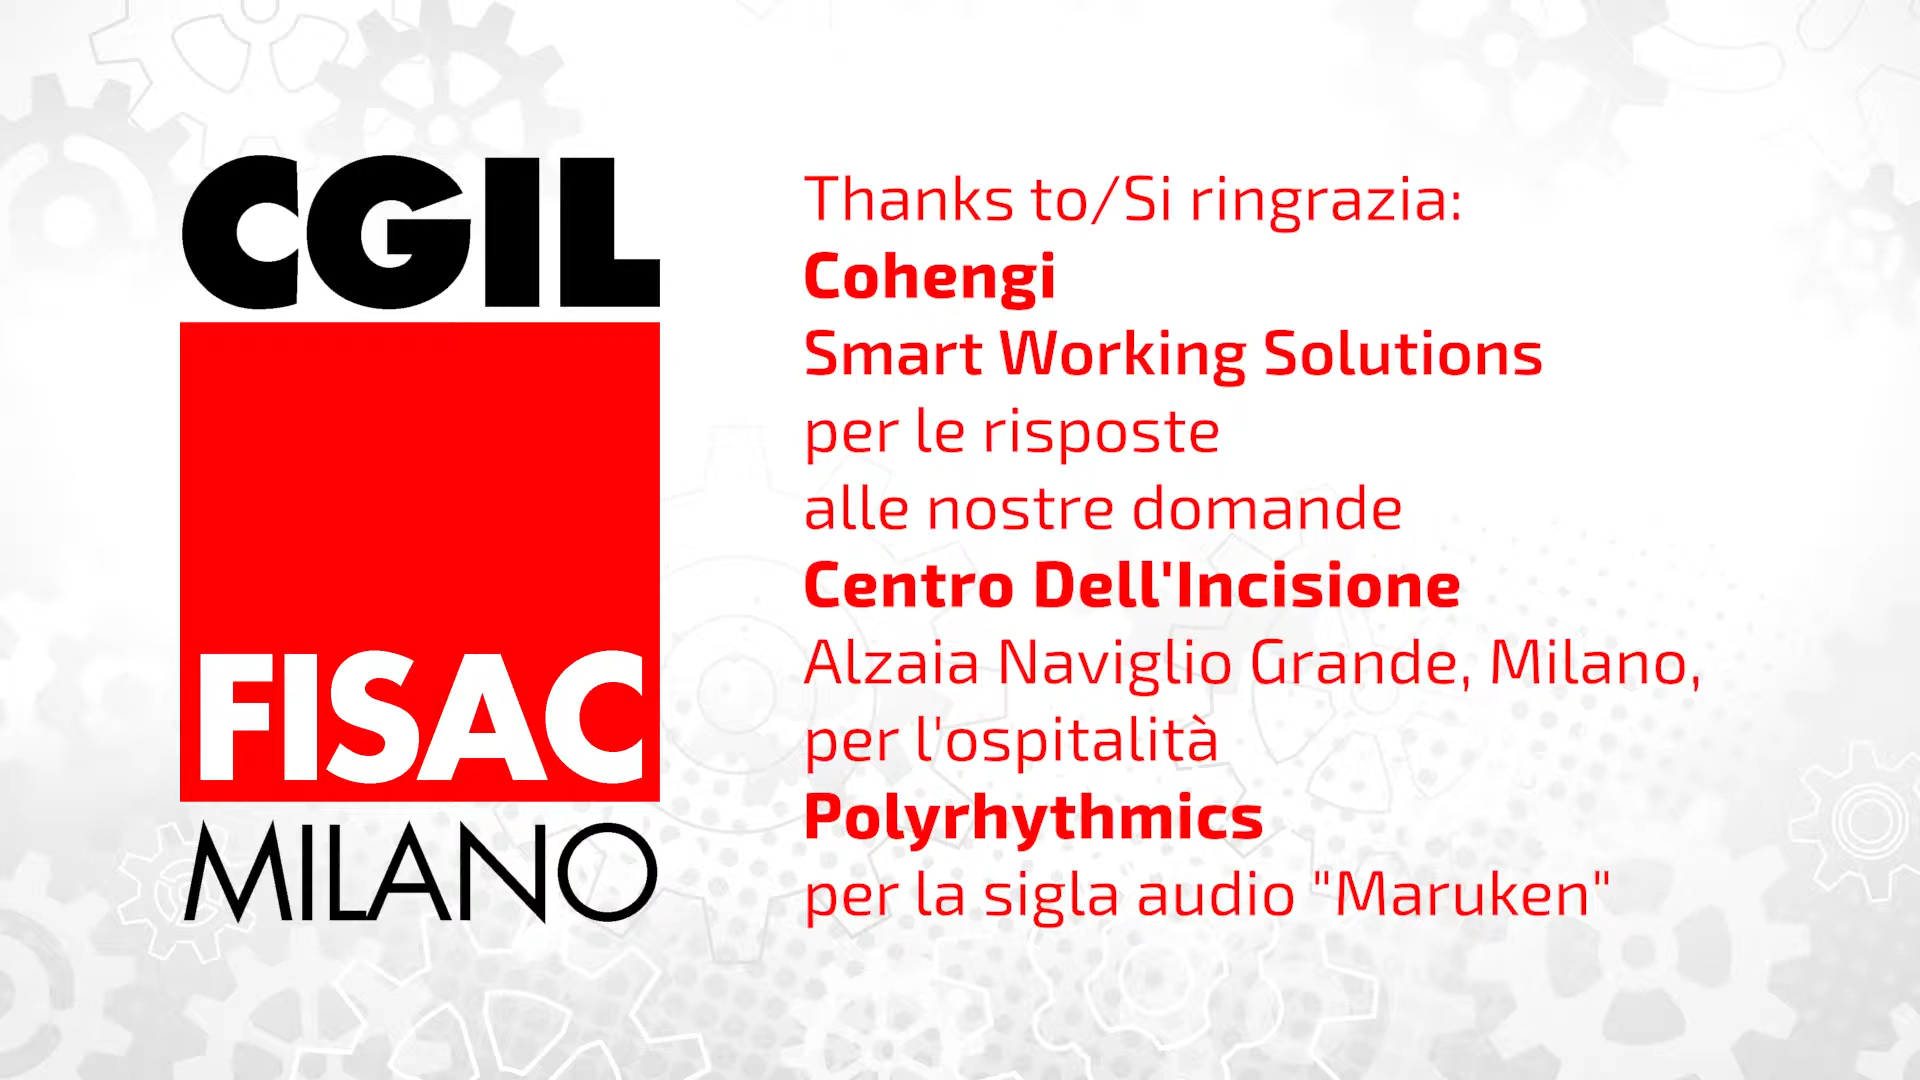 CGIL
FISAC
MILANO
Thanks to/Si ringrazia:
Cohengi
Smart Working Solutions
per le risposte
alle nostre domande
Centro Dell'Incisione
Alzaia Naviglio Grande, Milano,
per l'ospitalità
Polyrhythmics
per la sigla audio "Maruken"